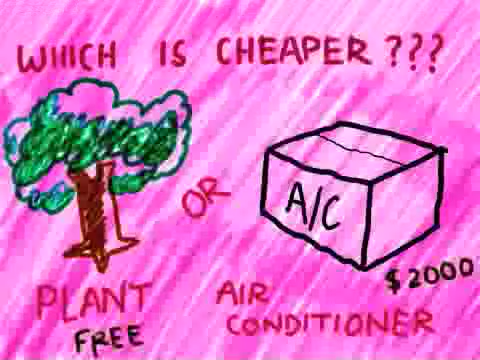 WHICH IS CHEAPER ???
A/C
OR
$2000
PLANT
FREE
AIR
CONDITIONER